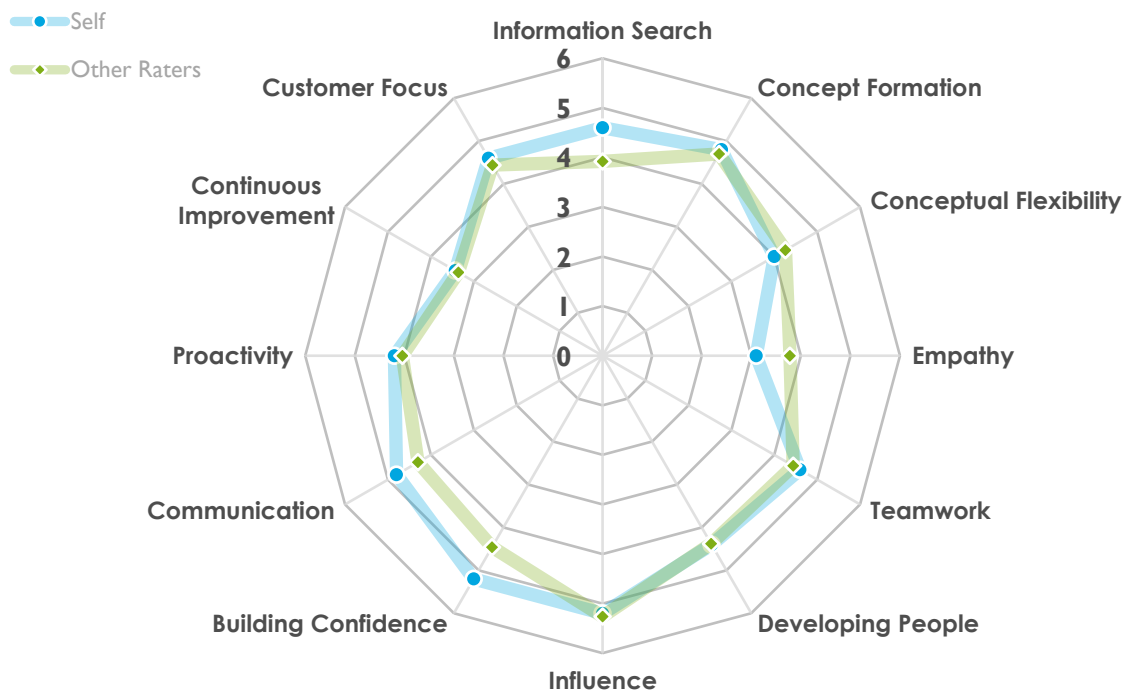 Self
Other Raters
Information Search
Concept Formation
Conceptual Flexibility
Empathy
Teamwork
Developing People
Influence
Building Confidence
Communication
Proactivity
Continuous
Improvement
Customer Focus
6
5
4
3
2
1
0